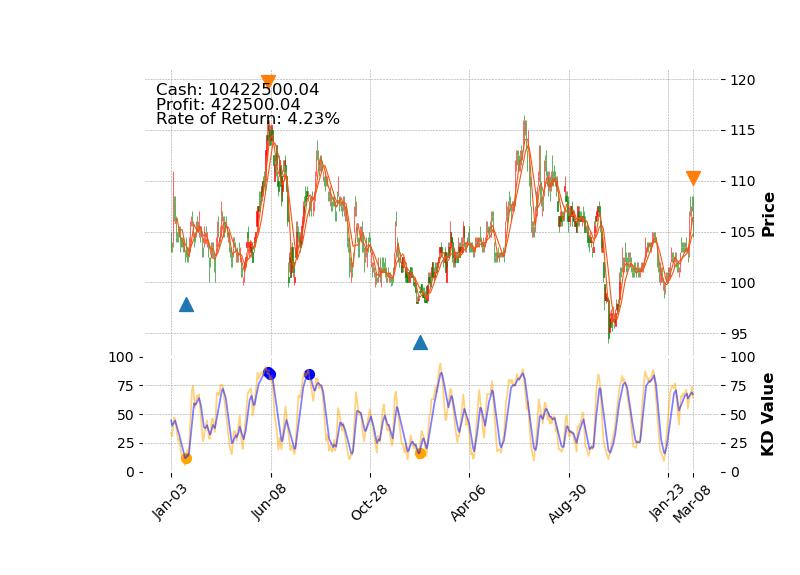 Cash: 10422500.04
Profit: 422500.04
Rate of Return: 4.23%
120
115
110
105
100
95
Price
100
75
50
25
0
100
75
50
25
0
KD Value
Jan-03
Jun-08
Oct-28
Apr-06
Aug-30
Jan-23
Mar-08